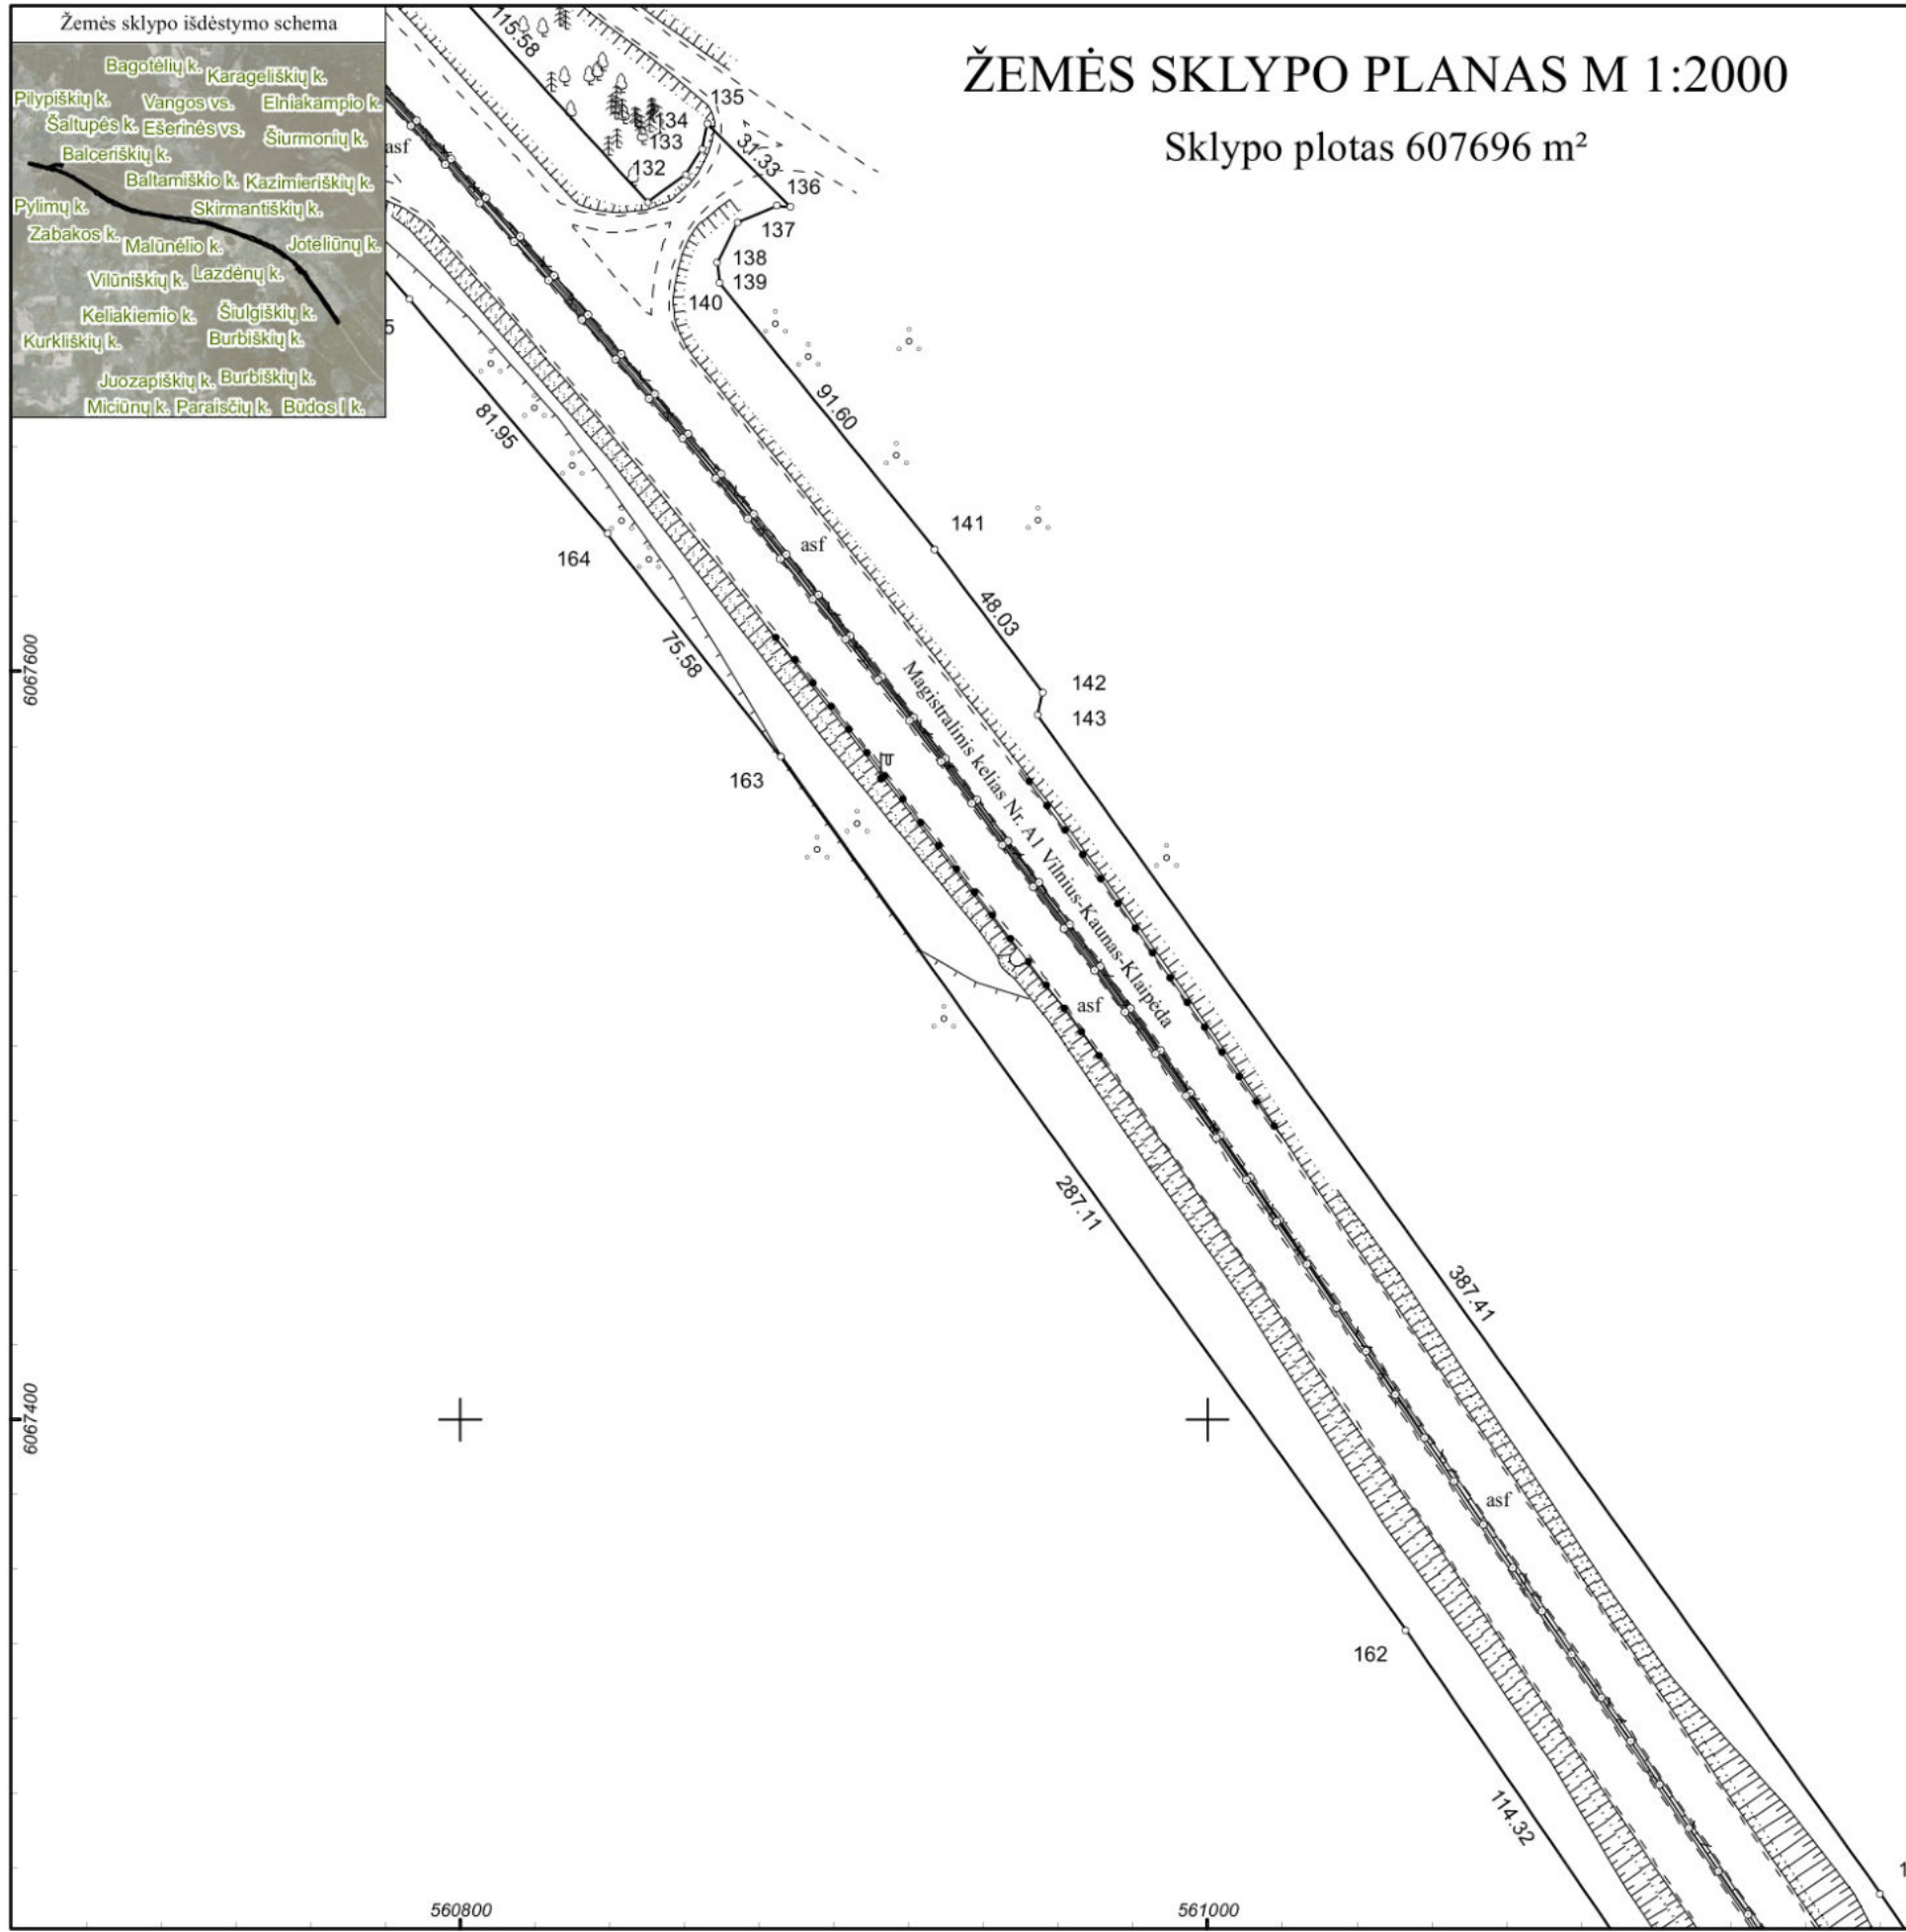 Žemės sklypo išdėstymo schema
Bagotėlių k.
Karageliškių k.
Pilypiškių k.
Vangos vs.
Elniakampio k.
Šaltupės k.
Ešerinės vs.
Šiurmonių k.
Balceriškių k.
Baltamiškio k.
Kazimieriškių k.
Pylimų k.
Skirmantiškių k.
Zabakos k.
Malūnėlio k.
Joteliūnų k.
Vilūniškių k.
Lazdėnų k.
Keliakiemio k.
Šiulgiškių k.
Kurkliškių k.
Burbiškių k.
Juozapiškių k.
Burbiškių k.
Miciūnų k.
Paraisčių k.
Būdos I k.
ŽEMĖS SKLYPO PLANAS M 1:2000
Sklypo plotas 607696 m²
115.58
135
134
133
132
31.33
136
137
138
139
140
asf
5
91.60
81.95
141
asf
164
48.03
75.58
142
143
163
Magistralinis kelias Nr. A1 Vilnius-Kaunas-Klaipėda
asf
287.11
387.41
asf
162
114.32
1
6067600
6067400
560800
561000